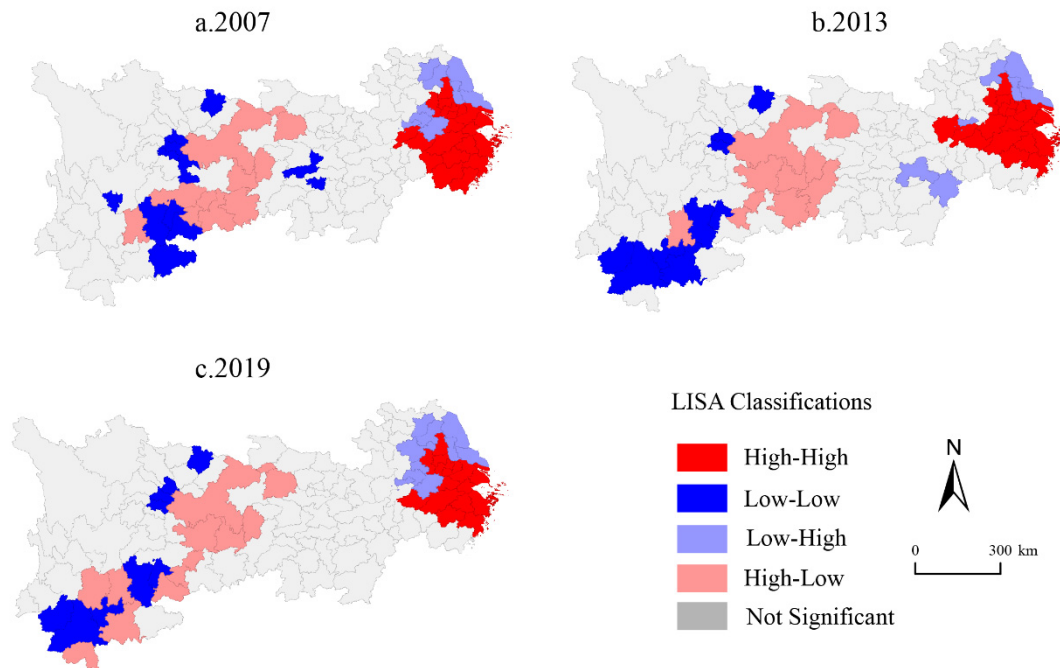 a.2007
b.2013
c.2019
LISA Classifications
High-High
Low-Low
Low-High
High-Low
Not Significant
N
0 300 km